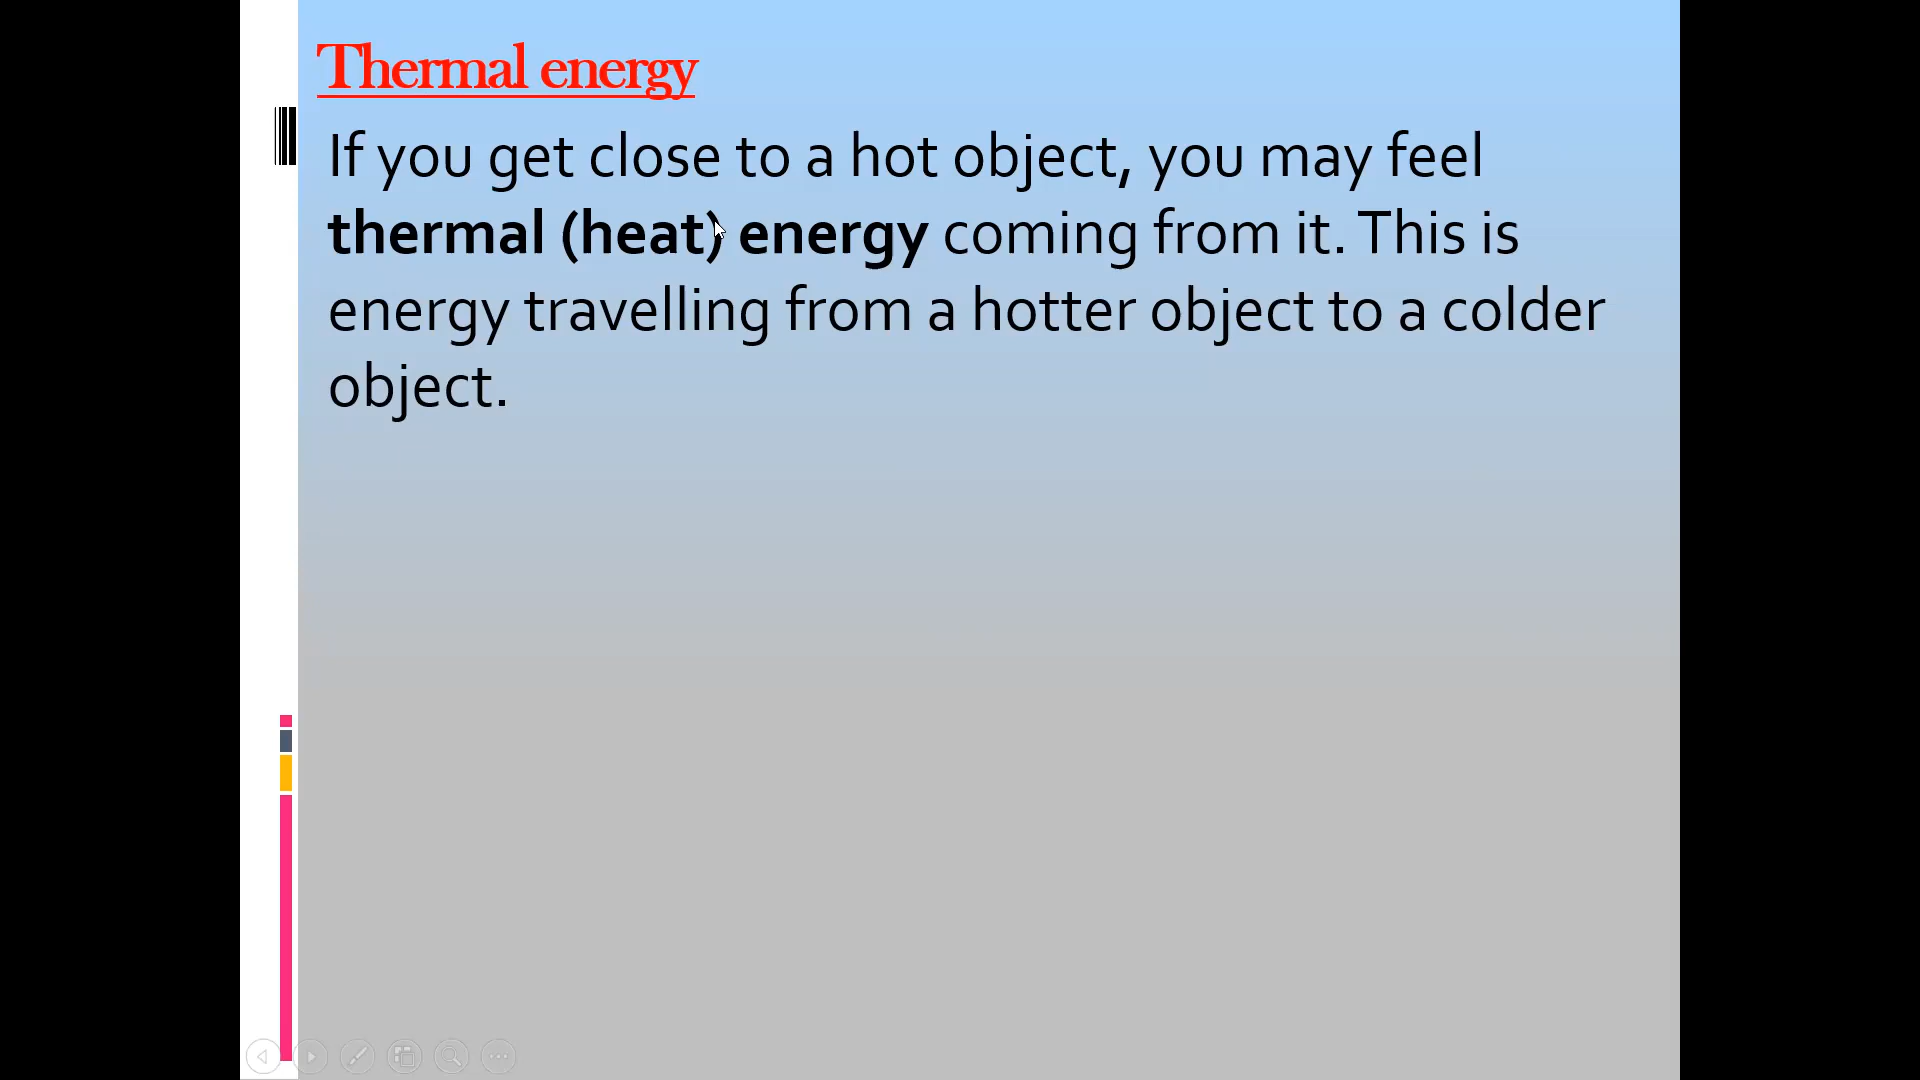 Thermal energy
If you get close to a hot object, you may feel
thermal (heat) energy coming from it. This is
energy travelling from a hotter object to a colder
object.